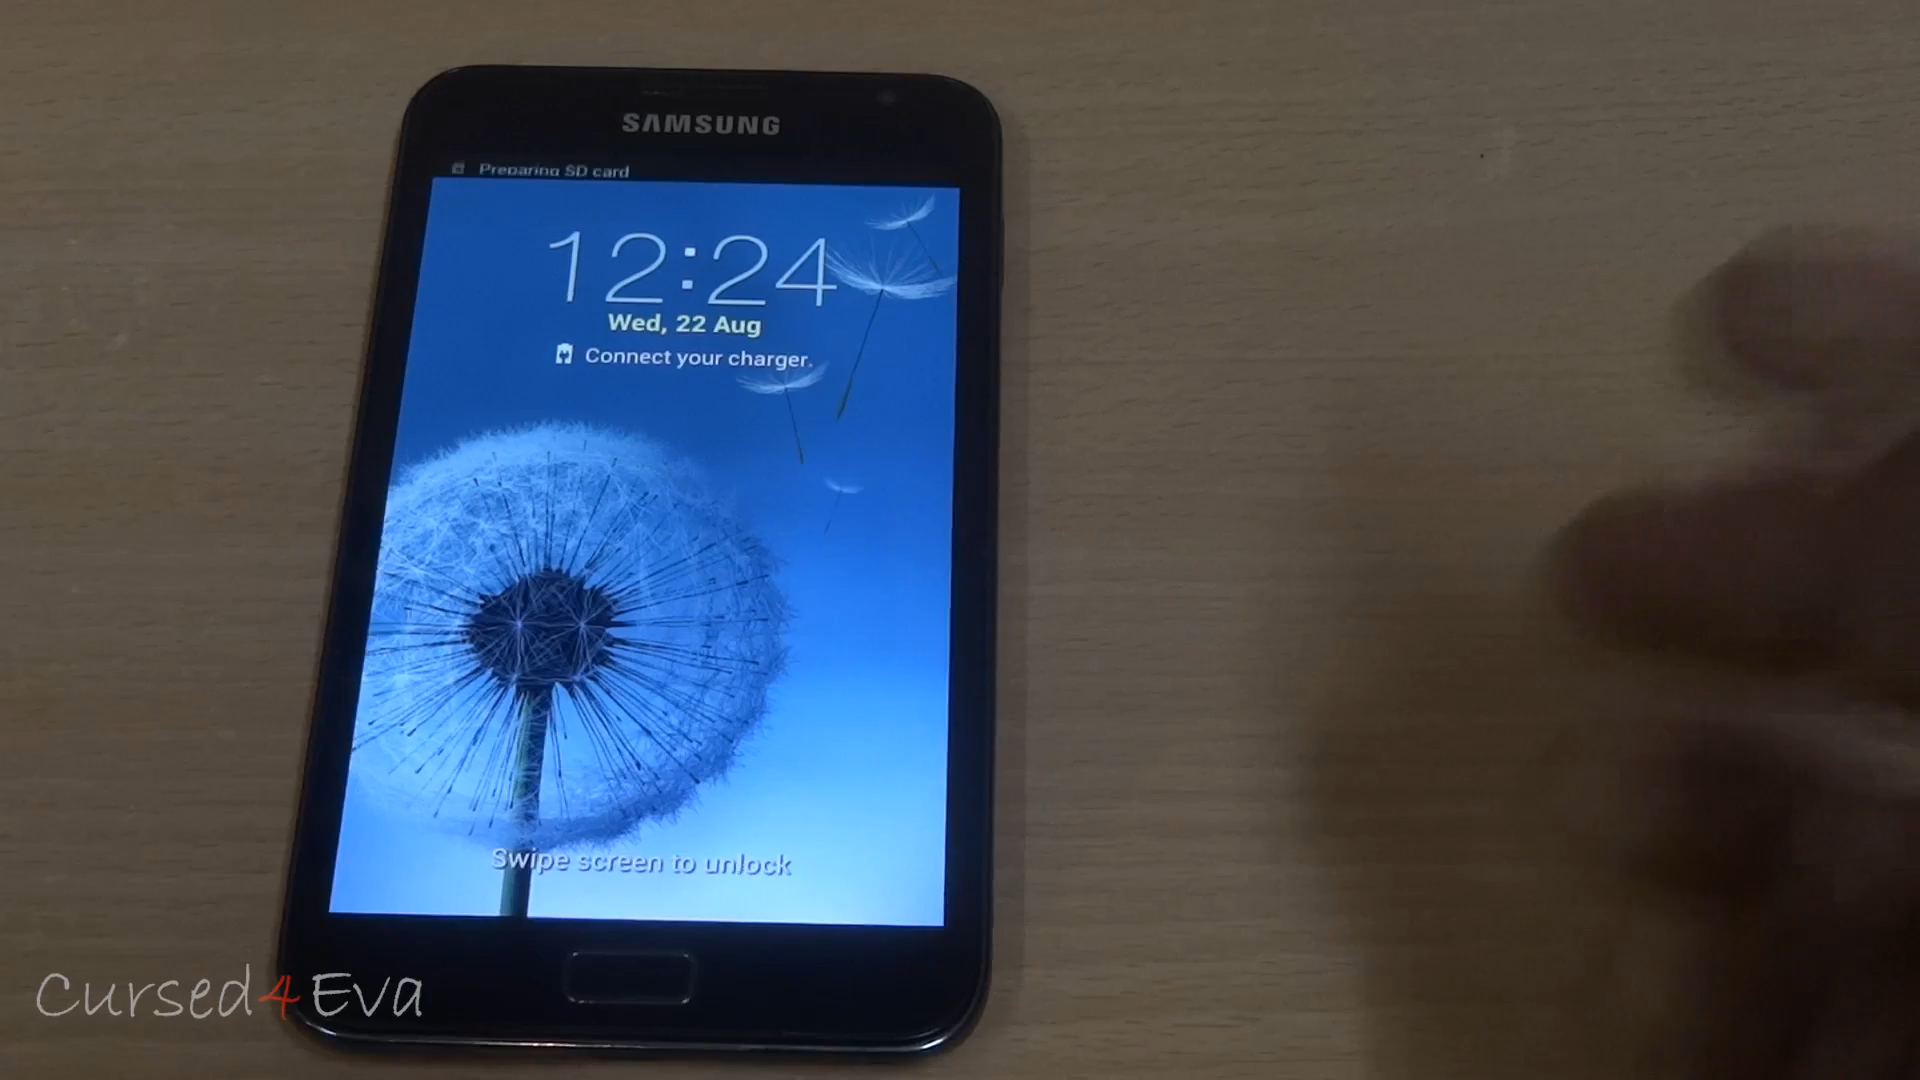 SAMSUNG
Preparing SD card
12:24
Wed, 22 Aug
Connect your charger.
Swipe screen to unlock
Cursed4Eva